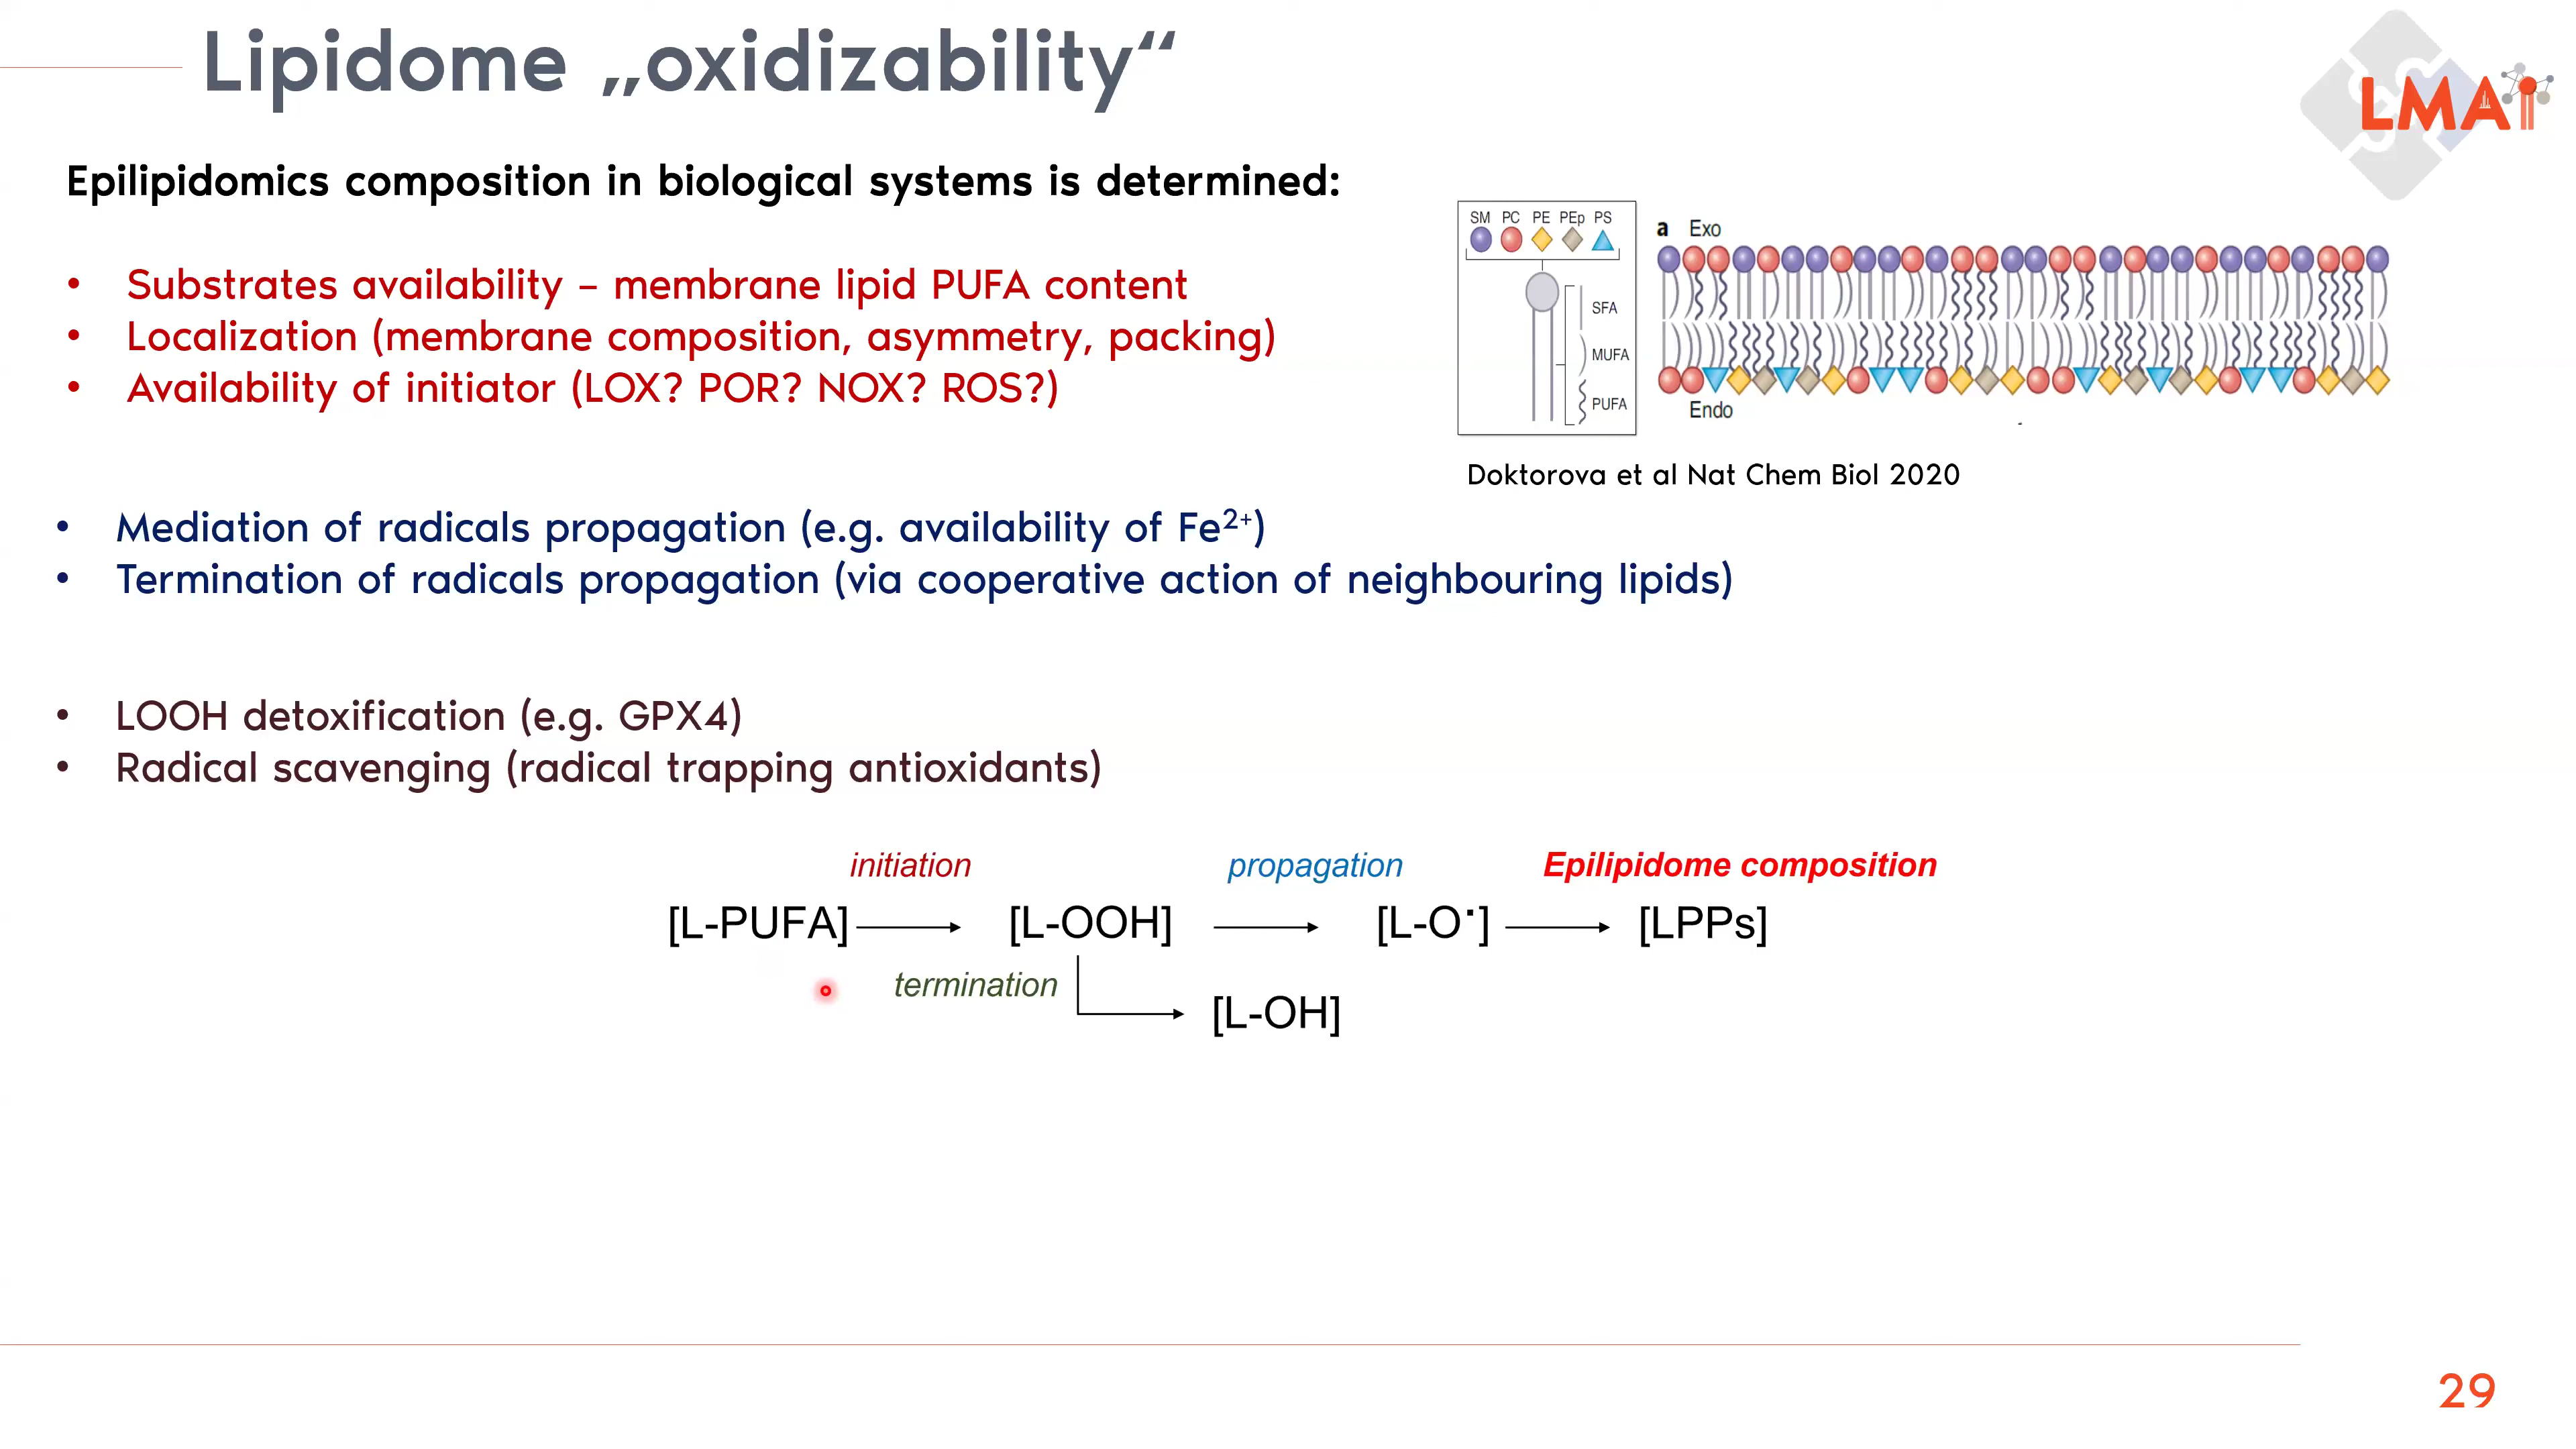 Lipidome „oxidizability“
LMAi
Epilipidomics composition in biological systems is determined:
• Substrates availability – membrane lipid PUFA content
• Localization (membrane composition, asymmetry, packing)
• Availability of initiator (LOX? POR? NOX? ROS?)
SM PC PE PEp PS
SFA
MUFA
PUFA
a Exo
Endo
Doktorova et al Nat Chem Biol 2020
• Mediation of radicals propagation (e.g. availability of Fe²⁺)
• Termination of radicals propagation (via cooperative action of neighbouring lipids)
• LOOH detoxification (e.g. GPX4)
• Radical scavenging (radical trapping antioxidants)
initiation propagation Epilipidome composition
[L-PUFA] [L-OOH] [L-O˙] [LPPs]
termination
[L-OH]
29